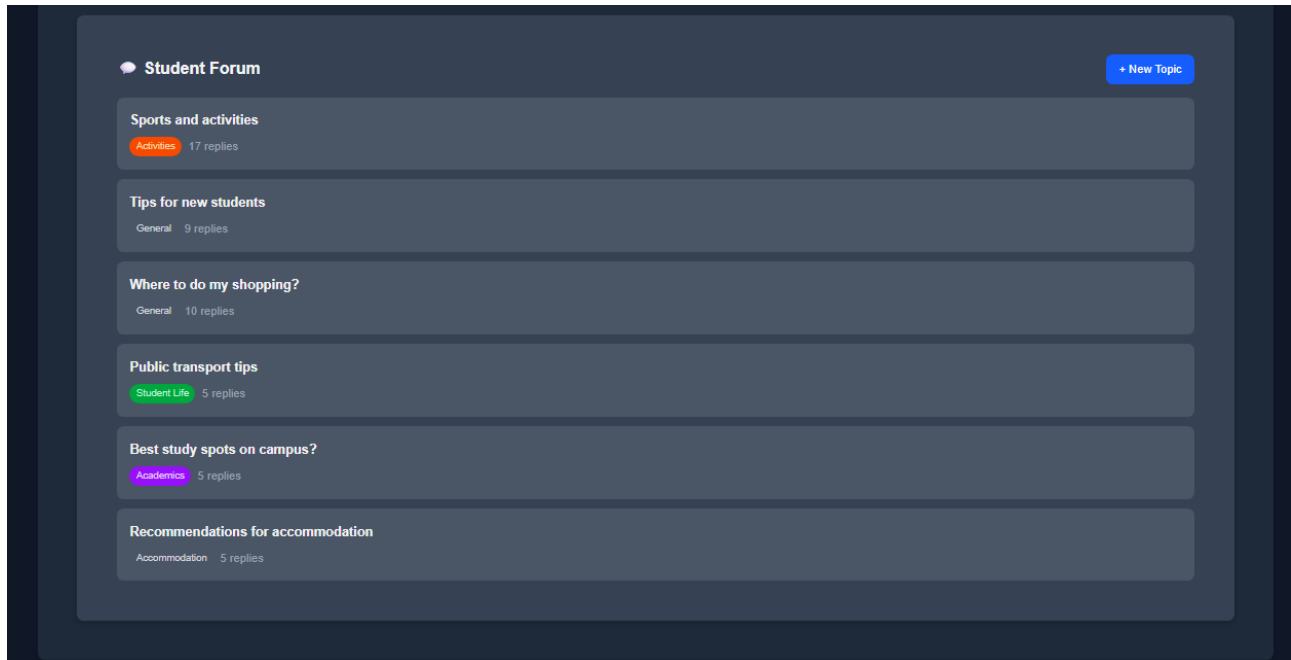 Student Forum
+ New Topic
Sports and activities
Activities 17 replies
Tips for new students
General 9 replies
Where to do my shopping?
General 10 replies
Public transport tips
Student Life 5 replies
Best study spots on campus?
Academics 5 replies
Recommendations for accommodation
Accommodation 5 replies